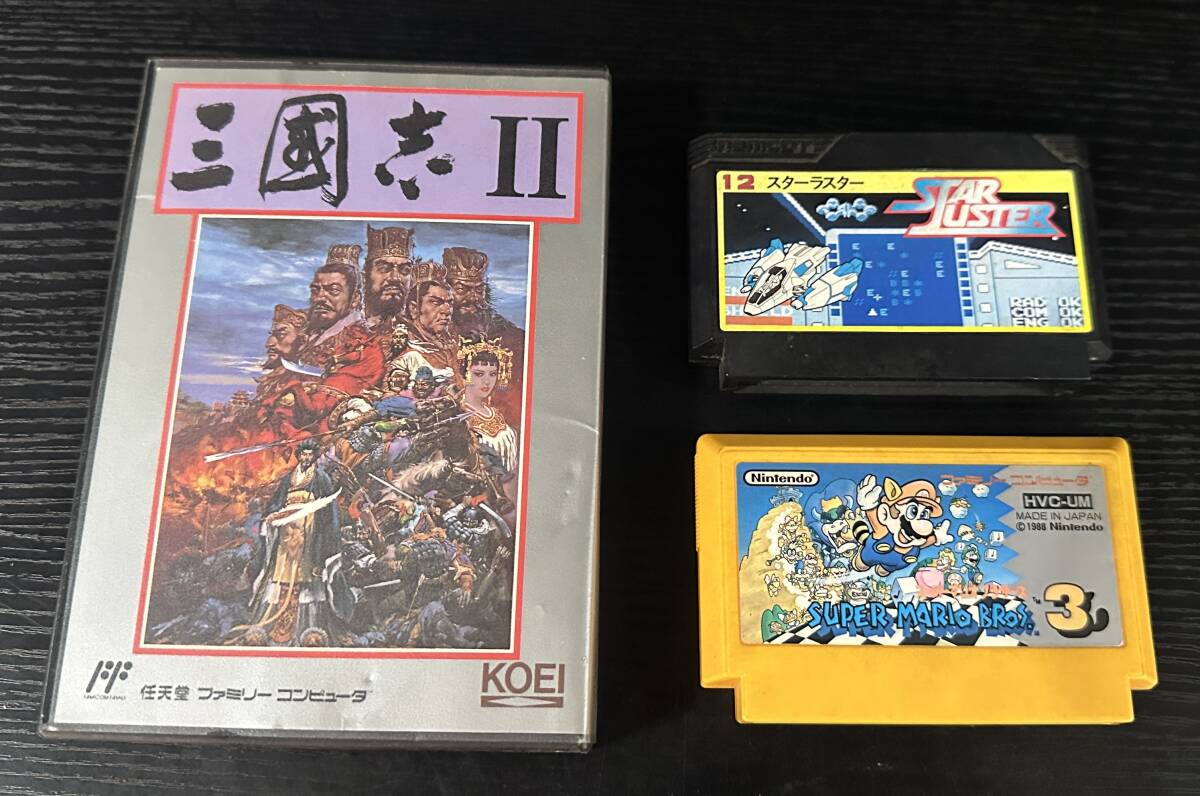 三國志 II
FAMICOM FAMILY
任天堂 ファミリーコンピュータ
KOEI
12 スターラスター
STAR LUSTER
SHIELD
RAD OK
COM OK
ENG OK
Nintendo
ファミリーコンピュータ
HVC-UM
MADE IN JAPAN
©1988 Nintendo
SUPER MARIO BROS. 3